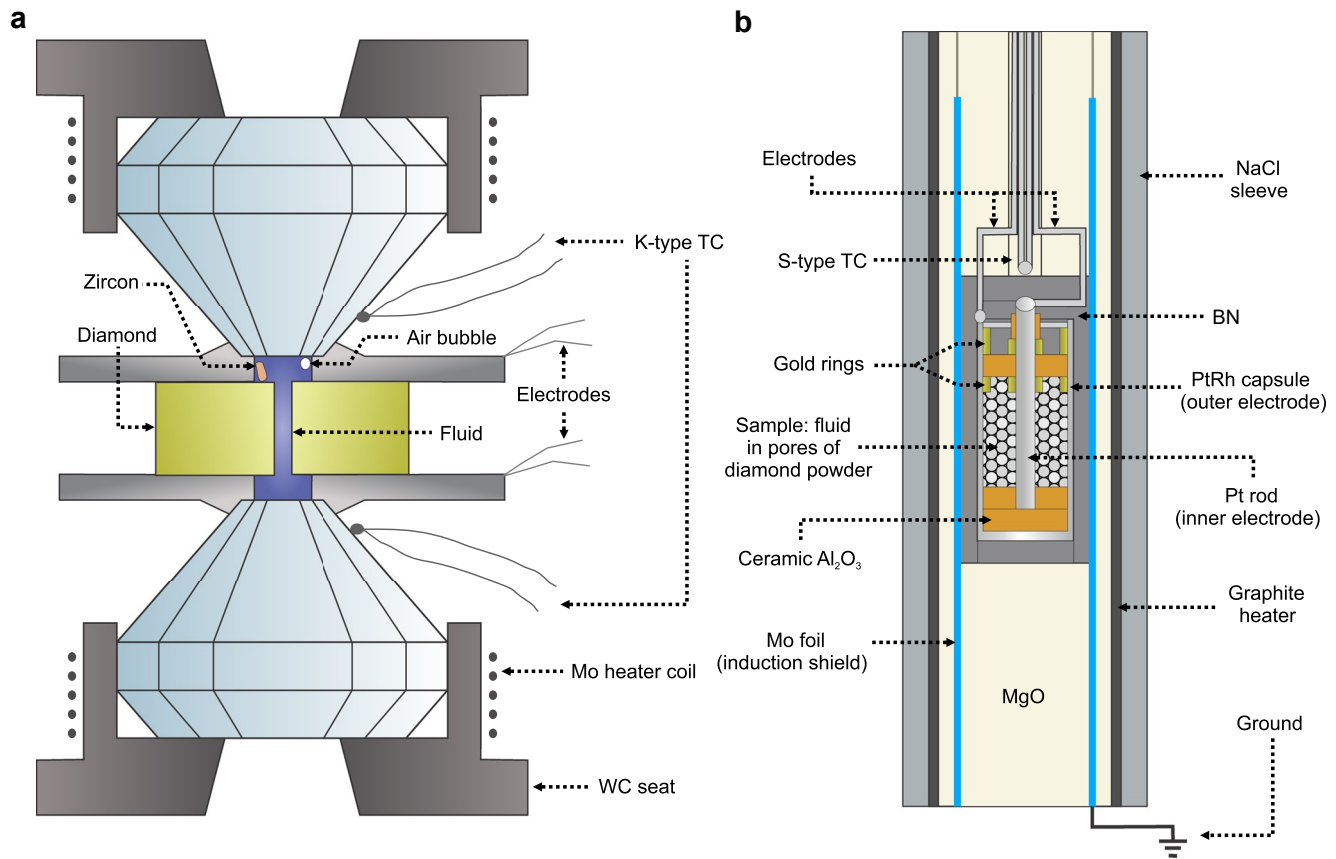 a
K-type TC
Zircon
Diamond
Air bubble
Electrodes
Fluid
Mo heater coil
WC seat
b
Electrodes
NaCl
sleeve
S-type TC
BN
Gold rings
PtRh capsule
(outer electrode)
Sample: fluid
in pores of
diamond powder
Pt rod
(inner electrode)
Ceramic Al₂O₃
Graphite
heater
Mo foil
(induction shield)
MgO
Ground